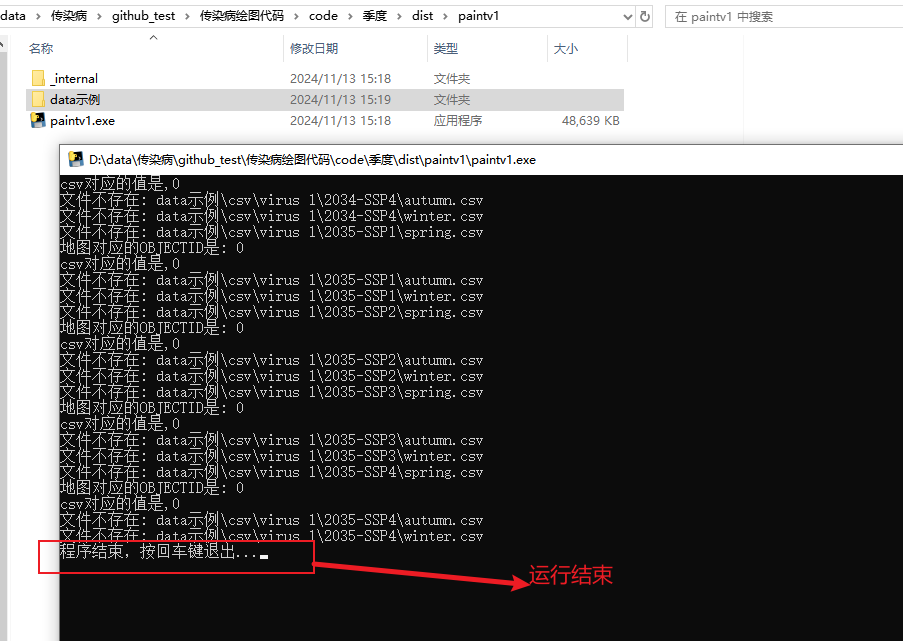 data › 传染病 › github_test › 传染病绘图代码 › code › 季度 › dist › paintv1
在 paintv1 中搜索
名称 修改日期 类型 大小
_internal 2024/11/13 15:18 文件夹
data示例 2024/11/13 15:19 文件夹
paintv1.exe 2024/11/13 15:18 应用程序 48,639 KB
D:\data\传染病\github_test\传染病绘图代码\code\季度\dist\paintv1\paintv1.exe
csv对应的值是,0
文件不存在: data示例\csv\virus 1\2034-SSP4\autumn.csv
文件不存在: data示例\csv\virus 1\2034-SSP4\winter.csv
文件不存在: data示例\csv\virus 1\2035-SSP1\spring.csv
地图对应的OBJECTID是: 0
csv对应的值是,0
文件不存在: data示例\csv\virus 1\2035-SSP1\autumn.csv
文件不存在: data示例\csv\virus 1\2035-SSP1\winter.csv
文件不存在: data示例\csv\virus 1\2035-SSP2\spring.csv
地图对应的OBJECTID是: 0
csv对应的值是,0
文件不存在: data示例\csv\virus 1\2035-SSP2\autumn.csv
文件不存在: data示例\csv\virus 1\2035-SSP2\winter.csv
文件不存在: data示例\csv\virus 1\2035-SSP3\spring.csv
地图对应的OBJECTID是: 0
csv对应的值是,0
文件不存在: data示例\csv\virus 1\2035-SSP3\autumn.csv
文件不存在: data示例\csv\virus 1\2035-SSP3\winter.csv
文件不存在: data示例\csv\virus 1\2035-SSP4\spring.csv
地图对应的OBJECTID是: 0
csv对应的值是,0
文件不存在: data示例\csv\virus 1\2035-SSP4\autumn.csv
文件不存在: data示例\csv\virus 1\2035-SSP4\winter.csv
程序结束，按回车键退出...
运行结束